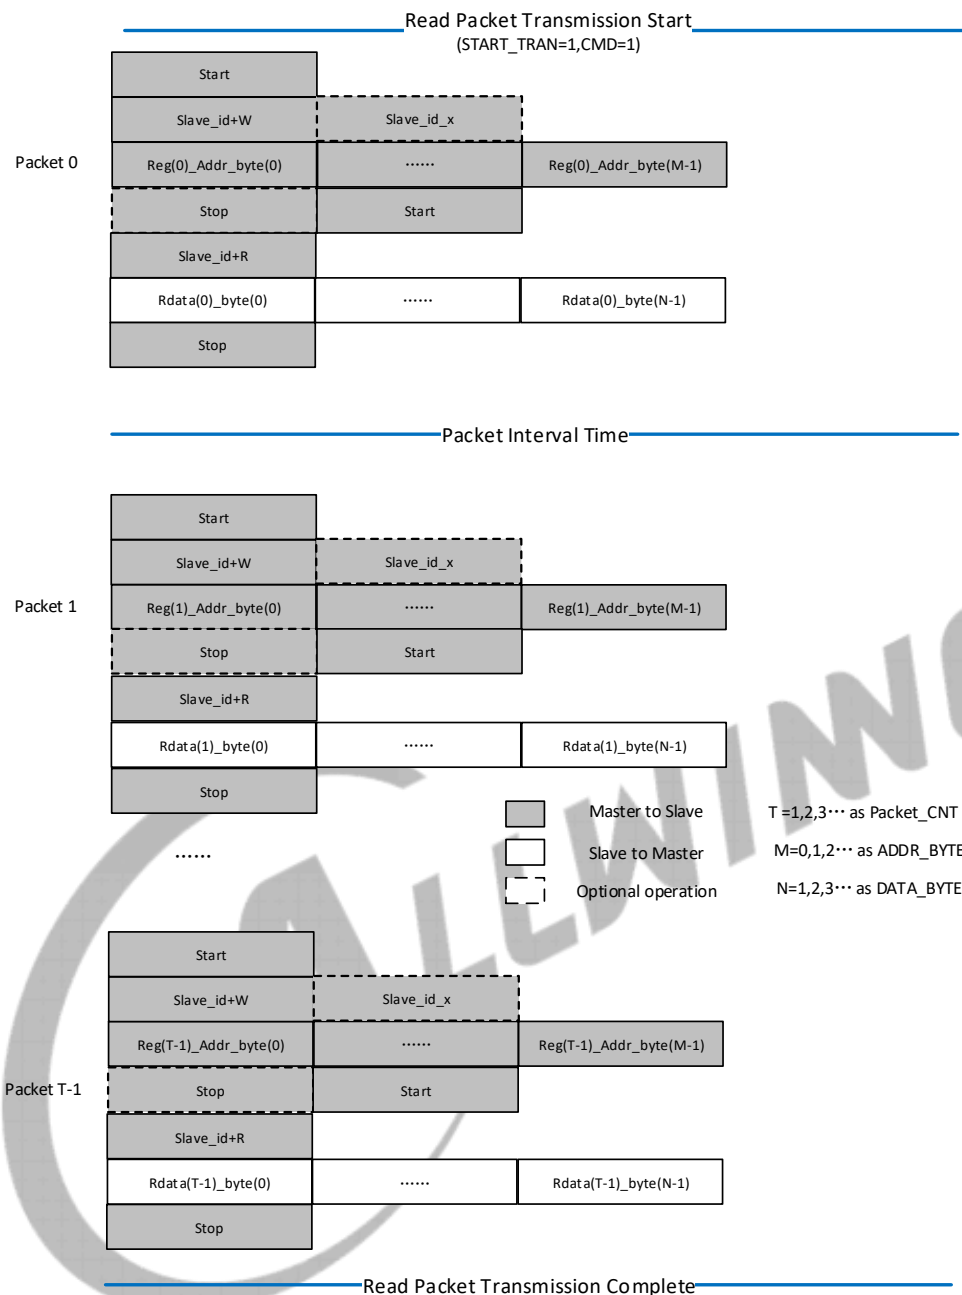 Read Packet Transmission Start
(START_TRAN=1,CMD=1)
Start
Slave_id+W Slave_id_x
Packet 0
Reg(0)_Addr_byte(0) ...... Reg(0)_Addr_byte(M-1)
Stop Start
Slave_id+R
Rdata(0)_byte(0) ...... Rdata(0)_byte(N-1)
Stop
Packet Interval Time
Start
Slave_id+W Slave_id_x
Packet 1
Reg(1)_Addr_byte(0) ...... Reg(1)_Addr_byte(M-1)
Stop Start
Slave_id+R
Rdata(1)_byte(0) ...... Rdata(1)_byte(N-1)
Stop
Master to Slave T =1,2,3··· as Packet_CNT
...... Slave to Master M=0,1,2··· as ADDR_BYTE
Optional operation N=1,2,3··· as DATA_BYTE
Start
Slave_id+W Slave_id_x
Reg(T-1)_Addr_byte(0) ...... Reg(T-1)_Addr_byte(M-1)
Packet T-1
Stop Start
Slave_id+R
Rdata(T-1)_byte(0) ...... Rdata(T-1)_byte(N-1)
Stop
Read Packet Transmission Complete